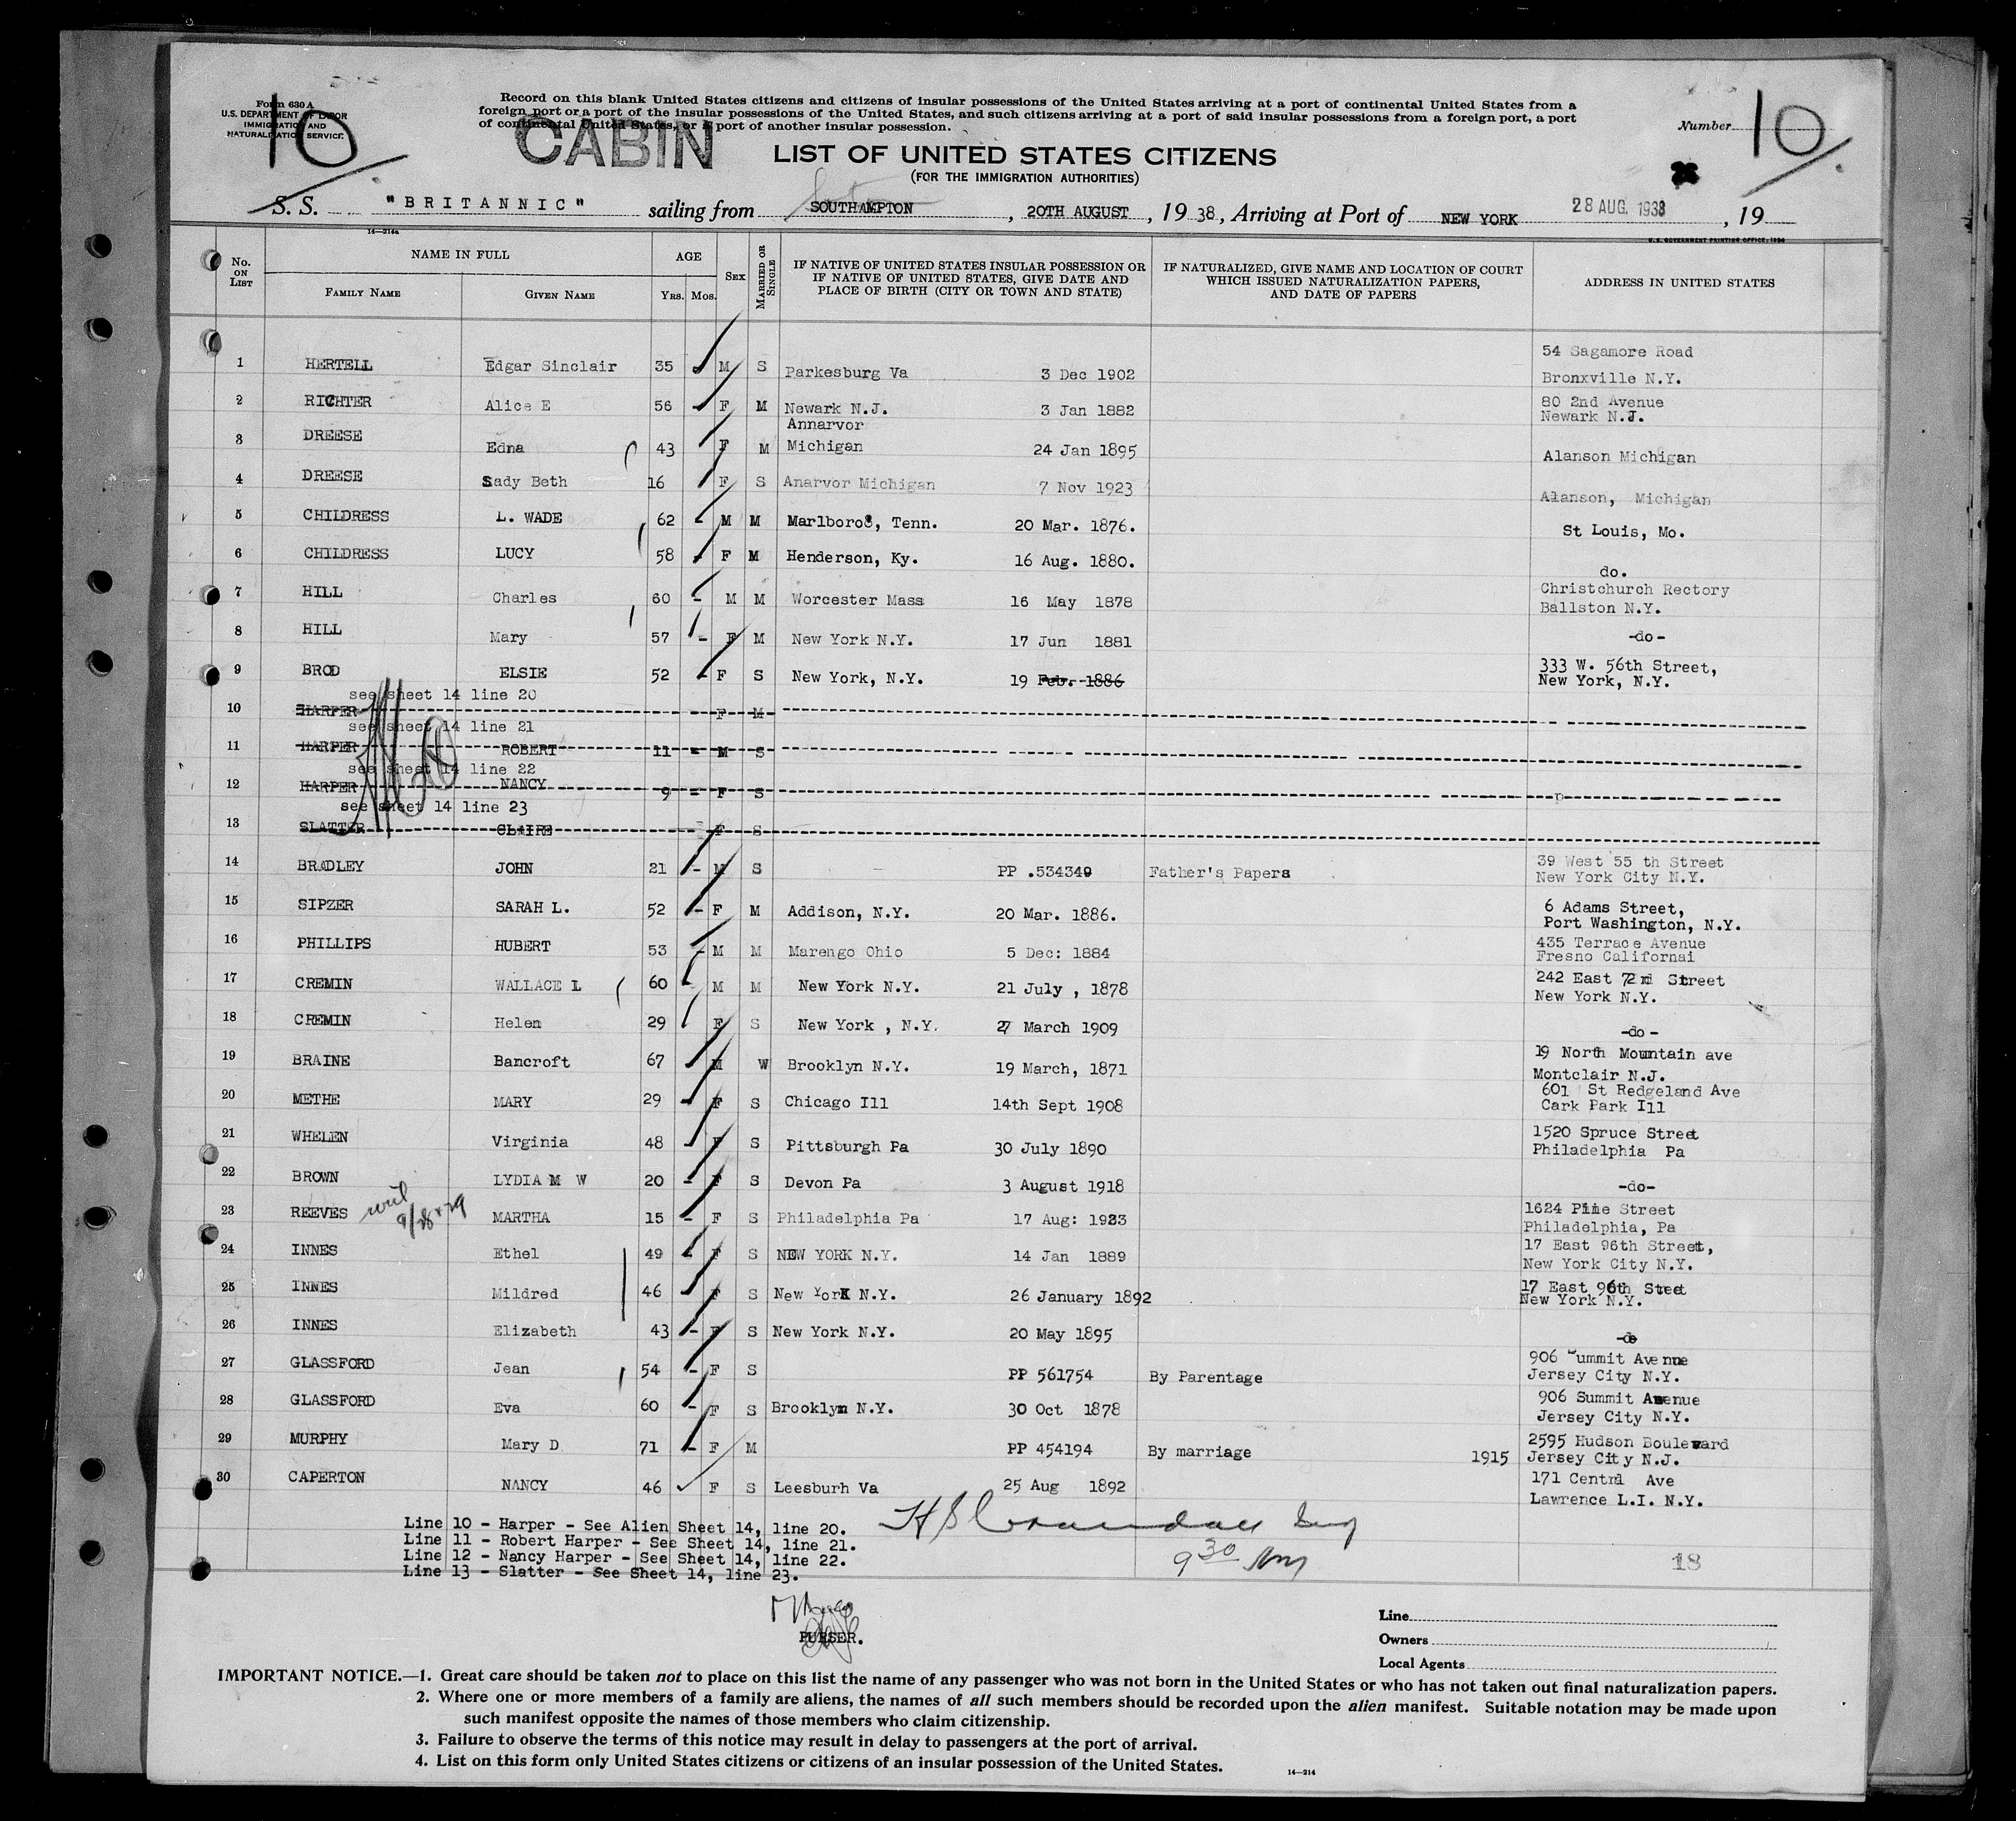 Form 630 A
U.S. DEPARTMENT OF LABOR
IMMIGRATION AND
NATURALIZATION SERVICE.
10
Record on this blank United States citizens and citizens of insular possessions of the United States arriving at a port of continental United States from a
foreign port or a port of the insular possessions of the United States, and such citizens arriving at a port of said insular possessions from a foreign port, a port
of continental United States, or a port of another insular possession.
Number 10
CABIN
LIST OF UNITED STATES CITIZENS
(FOR THE IMMIGRATION AUTHORITIES)
S. S. "BRITANNIC" sailing from SOUTHAMPTON, 20TH AUGUST, 19 38, Arriving at Port of NEW YORK 28 AUG. 1938, 19
14—214a
U. S. GOVERNMENT PRINTING OFFICE: 1934
No. ON LIST
NAME IN FULL
FAMILY NAME GIVEN NAME
AGE
YRS. MOS.
SEX
MARRIED OR SINGLE
IF NATIVE OF UNITED STATES INSULAR POSSESSION OR
IF NATIVE OF UNITED STATES, GIVE DATE AND
PLACE OF BIRTH (CITY OR TOWN AND STATE)
IF NATURALIZED, GIVE NAME AND LOCATION OF COURT
WHICH ISSUED NATURALIZATION PAPERS,
AND DATE OF PAPERS
ADDRESS IN UNITED STATES
1 HERTELL Edgar Sinclair 35 M S Parkesburg Va 3 Dec 1902 54 Sagamore Road
Bronxville N.Y.
2 RICHTER Alice E 56 F M Newark N.J. 3 Jan 1882 80 2nd Avenue
Newark N.J.
3 DREESE Edna 43 F M Annarvor
Michigan 24 Jan 1895 Alanson Michigan
4 DREESE Sady Beth 16 F S Anarvor Michigan 7 Nov 1923 Alanson, Michigan
5 CHILDRESS L. WADE 62 - M M Marlboro$, Tenn. 20 Mar. 1876. St Louis, Mo.
6 CHILDRESS LUCY 58 - F M Henderson, Ky. 16 Aug. 1880. do.
7 HILL Charles 60 - M M Worcester Mass 16 May 1878 Christchurch Rectory
Ballston N.Y.
8 HILL Mary 57 - F M New York N.Y. 17 Jun 1881 -do-
9 BROD ELSIE 52 - F S New York, N.Y. 19 Feb. 1886 333 W. 56th Street,
New York, N.Y.
see sheet 14 line 20
10 HARPER F M
see sheet 14 line 21
11 HARPER ROBERT 11 - M S
see sheet 14 line 22
12 HARPER NANCY 9 - F S
see sheet 14 line 23
13 SLATTER CLAIRE - F S
14 BRADLEY JOHN 21 - M S PP .534349 Father's Papers 39 West 55 th Street
New York City N.Y.
15 SIPZER SARAH L. 52 - F M Addison, N.Y. 20 Mar. 1886. 6 Adams Street,
Port Washington, N.Y.
16 PHILLIPS HUBERT 53 - M M Marengo Ohio 5 Dec: 1884 435 Terrace Avenue
Fresno Californai
17 CREMIN WALLACE L 60 - M M New York N.Y. 21 July , 1878 242 East 72nd Street
New York N.Y.
18 CREMIN Helen 29 F S New York , N.Y. 27 March 1909 -do-
19 BRAINE Bancroft 67 M W Brooklyn N.Y. 19 March, 1871 19 North Mountain ave
Montclair N.J.
20 METHE MARY 29 - F S Chicago Ill 14th Sept 1908 601 St Redgeland Ave
Cark Park Ill
21 WHELEN Virginia 48 - F S Pittsburgh Pa 30 July 1890 1520 Spruce Street
Philadelphia Pa
22 BROWN LYDIA M W 20 - F S Devon Pa 3 August 1918 -do-
23 REEVES MARTHA 15 - F S Philadelphia Pa 17 Aug: 1923 1624 Pine Street
Philadelphia, Pa
24 INNES Ethel 49 - F S NEW YORK N.Y. 14 Jan 1889 17 East 96th Street,
New York City N.Y.
25 INNES Mildred 46 - F S New York N.Y. 26 January 1892 17 East 96th Steet
New York N.Y.
26 INNES Elizabeth 43 - F S New York N.Y. 20 May 1895 -do
27 GLASSFORD Jean 54 - F S PP 561754 By Parentage 906 Summit Avenue
Jersey City N.Y.
28 GLASSFORD Eva 60 - F S Brooklyn N.Y. 30 Oct 1878 906 Summit Avenue
Jersey City N.Y.
29 MURPHY Mary D 71 - F M PP 454194 By marriage 1915 2595 Hudson Boulevard
Jersey City N.J.
30 CAPERTON NANCY 46 F S Leesburh Va 25 Aug 1892 171 Central Ave
Lawrence L.I. N.Y.
Line 10 - Harper - See Alien Sheet 14, line 20.
Line 11 - Robert Harper - See Sheet 14, line 21.
Line 12 - Nancy Harper - See Sheet 14, line 22.
Line 13 - Slatter - See Sheet 14, line 23.
9 30
18
PURSER.
Line
Owners
Local Agents
IMPORTANT NOTICE.—1. Great care should be taken not to place on this list the name of any passenger who was not born in the United States or who has not taken out final naturalization papers.
2. Where one or more members of a family are aliens, the names of all such members should be recorded upon the alien manifest. Suitable notation may be made upon
such manifest opposite the names of those members who claim citizenship.
3. Failure to observe the terms of this notice may result in delay to passengers at the port of arrival.
4. List on this form only United States citizens or citizens of an insular possession of the United States.
14—214